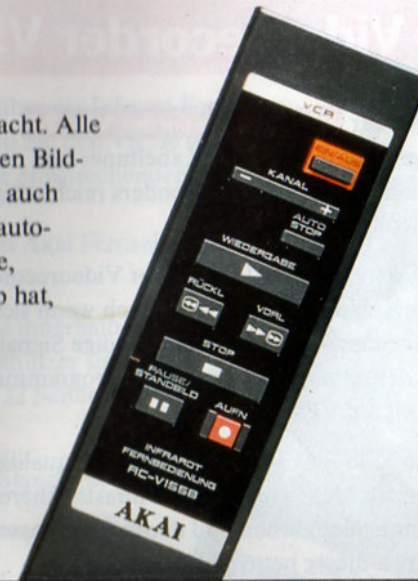 acht. Alle
en Bild-
auch
auto-
e,
o hat,
VCR
EIN/AUS
KANAL
- +
AUTO
STOP
WIEDERGABE
RÜCKL
VORL
STOP
PAUSE/
STANDBILD
AUFN
INFRAROT
FERNBEDIENUNG
RC-V155B
AKAI